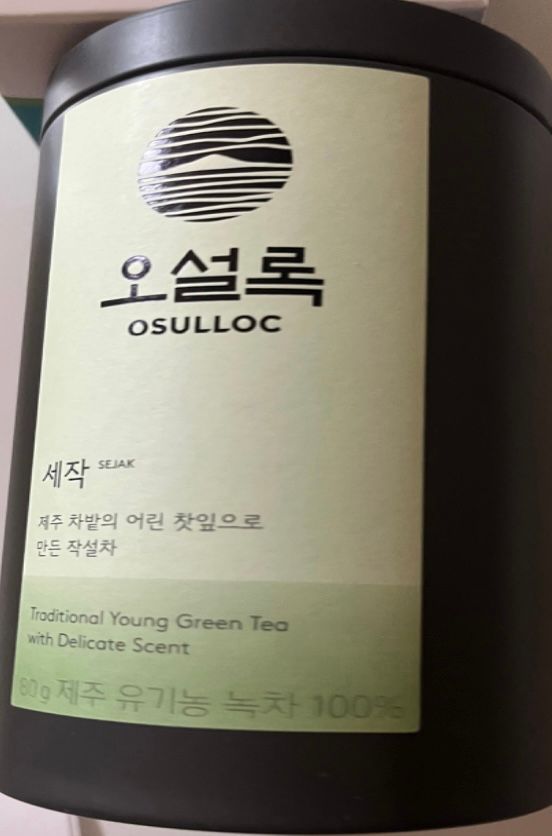 오설록
OSULLOC
세작 SEJAK
제주 차밭의 어린 찻잎으로
만든 작설차
Traditional Young Green Tea
with Delicate Scent
80g 제주 유기농 녹차 100%